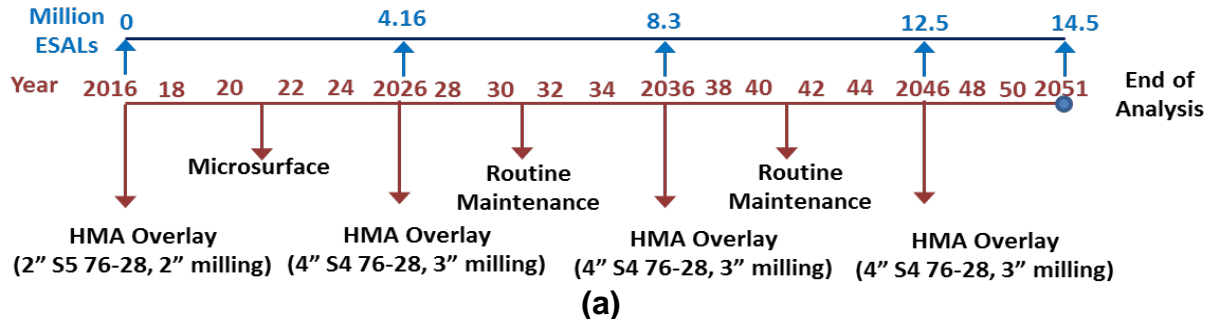 Million ESALs 0 4.16 8.3 12.5 14.5
Year 2016 18 20 22 24 2026 28 30 32 34 2036 38 40 42 44 2046 48 50 2051
End of
Analysis
Microsurface
Routine
Maintenance
Routine
Maintenance
HMA Overlay
(2” S5 76-28, 2” milling)
HMA Overlay
(4” S4 76-28, 3” milling)
HMA Overlay
(4” S4 76-28, 3” milling)
HMA Overlay
(4” S4 76-28, 3” milling)
(a)